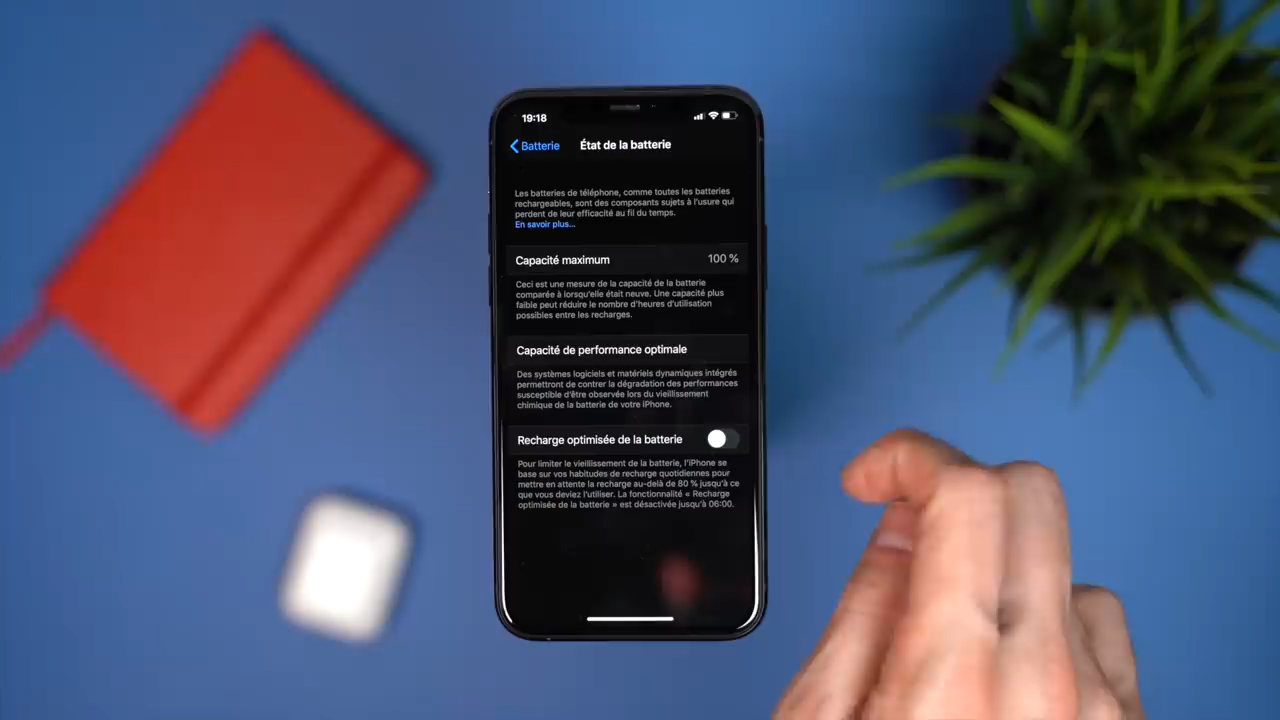 19:18
Batterie
État de la batterie
Les batteries de téléphone, comme toutes les batteries
rechargeables, sont des composants sujets à l'usure qui
perdent de leur efficacité au fil du temps.
En savoir plus...
Capacité maximum 100 %
Ceci est une mesure de la capacité de la batterie
comparée à lorsqu'elle était neuve. Une capacité plus
faible peut réduire le nombre d'heures d'utilisation
possibles entre les recharges.
Capacité de performance optimale
Des systèmes logiciels et matériels dynamiques intégrés
permettront de contrer la dégradation des performances
susceptible d'être observée lors du vieillissement
chimique de la batterie de votre iPhone.
Recharge optimisée de la batterie
Pour limiter le vieillissement de la batterie, l'iPhone se
base sur vos habitudes de recharge quotidiennes pour
mettre en attente la recharge au-delà de 80 % jusqu'à ce
que vous deviez l'utiliser. La fonctionnalité « Recharge
optimisée de la batterie » est désactivée jusqu'à 06:00.